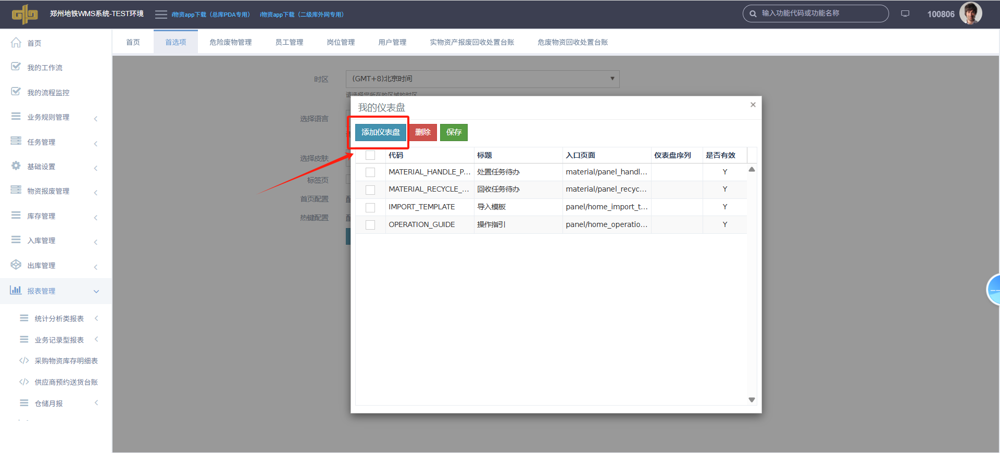 郑州地铁WMS系统-TEST环境
i物资app下载（总库PDA专用）
i物资app下载（二级库外网专用）
输入功能代码或功能名称
100806
首页
我的工作流
我的流程监控
业务规则管理
任务管理
基础设置
物资报废管理
库存管理
入库管理
出库管理
报表管理
统计分析类报表
业务记录型报表
采购物资库存明细表
供应商预约送货台账
仓储月报
首页 首选项 危险废物管理 员工管理 岗位管理 用户管理 实物资产报废回收处置台账 危废物资回收处置台账
时区 (GMT+8)北京时间
请选择您所在的区域的时区
选择语言
选择皮肤
标签页
首页配置 配
热键配置 配
我的仪表盘 ×
添加仪表盘 删除 保存
代码 标题 入口页面 仪表盘序列 是否有效
MATERIAL_HANDLE_P... 处置任务待办 material/panel_handl... Y
MATERIAL_RECYCLE_... 回收任务待办 material/panel_recyc... Y
IMPORT_TEMPLATE 导入模板 panel/home_import_t... Y
OPERATION_GUIDE 操作指引 panel/home_operatio... Y